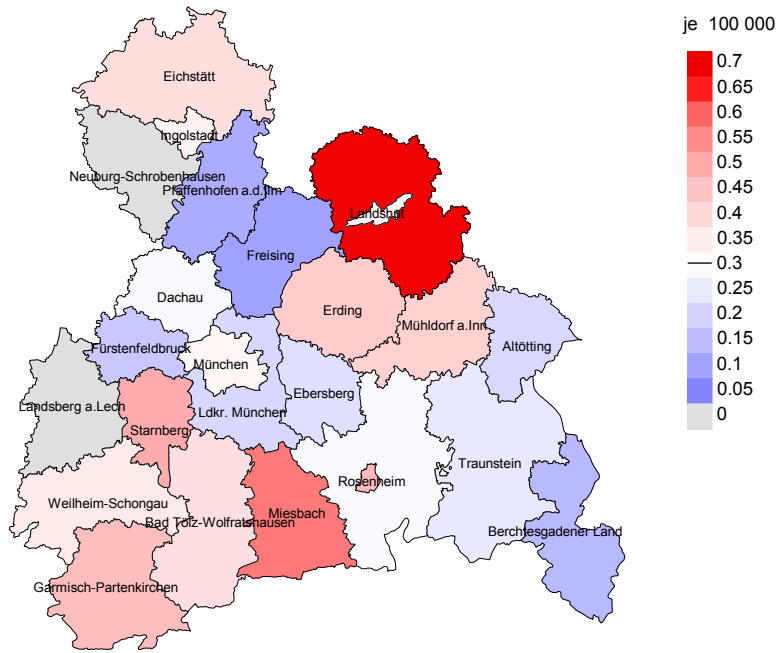 je 100 000
0.7
0.65
0.6
0.55
0.5
0.45
0.4
0.35
0.3
0.25
0.2
0.15
0.1
0.05
0
Eichstätt
Ingolstadt
Neuburg-Schrobenhausen
Pfaffenhofen a.d.Ilm
Landshut
Freising
Dachau
Erding
Mühldorf a.Inn
Altötting
Fürstenfeldbruck
München
Ebersberg
Landsberg a.Lech
Ldkr. München
Starnberg
Traunstein
Rosenheim
Weilheim-Schongau
Miesbach
Bad Tölz-Wolfratshausen
Berchtesgadener Land
Garmisch-Partenkirchen